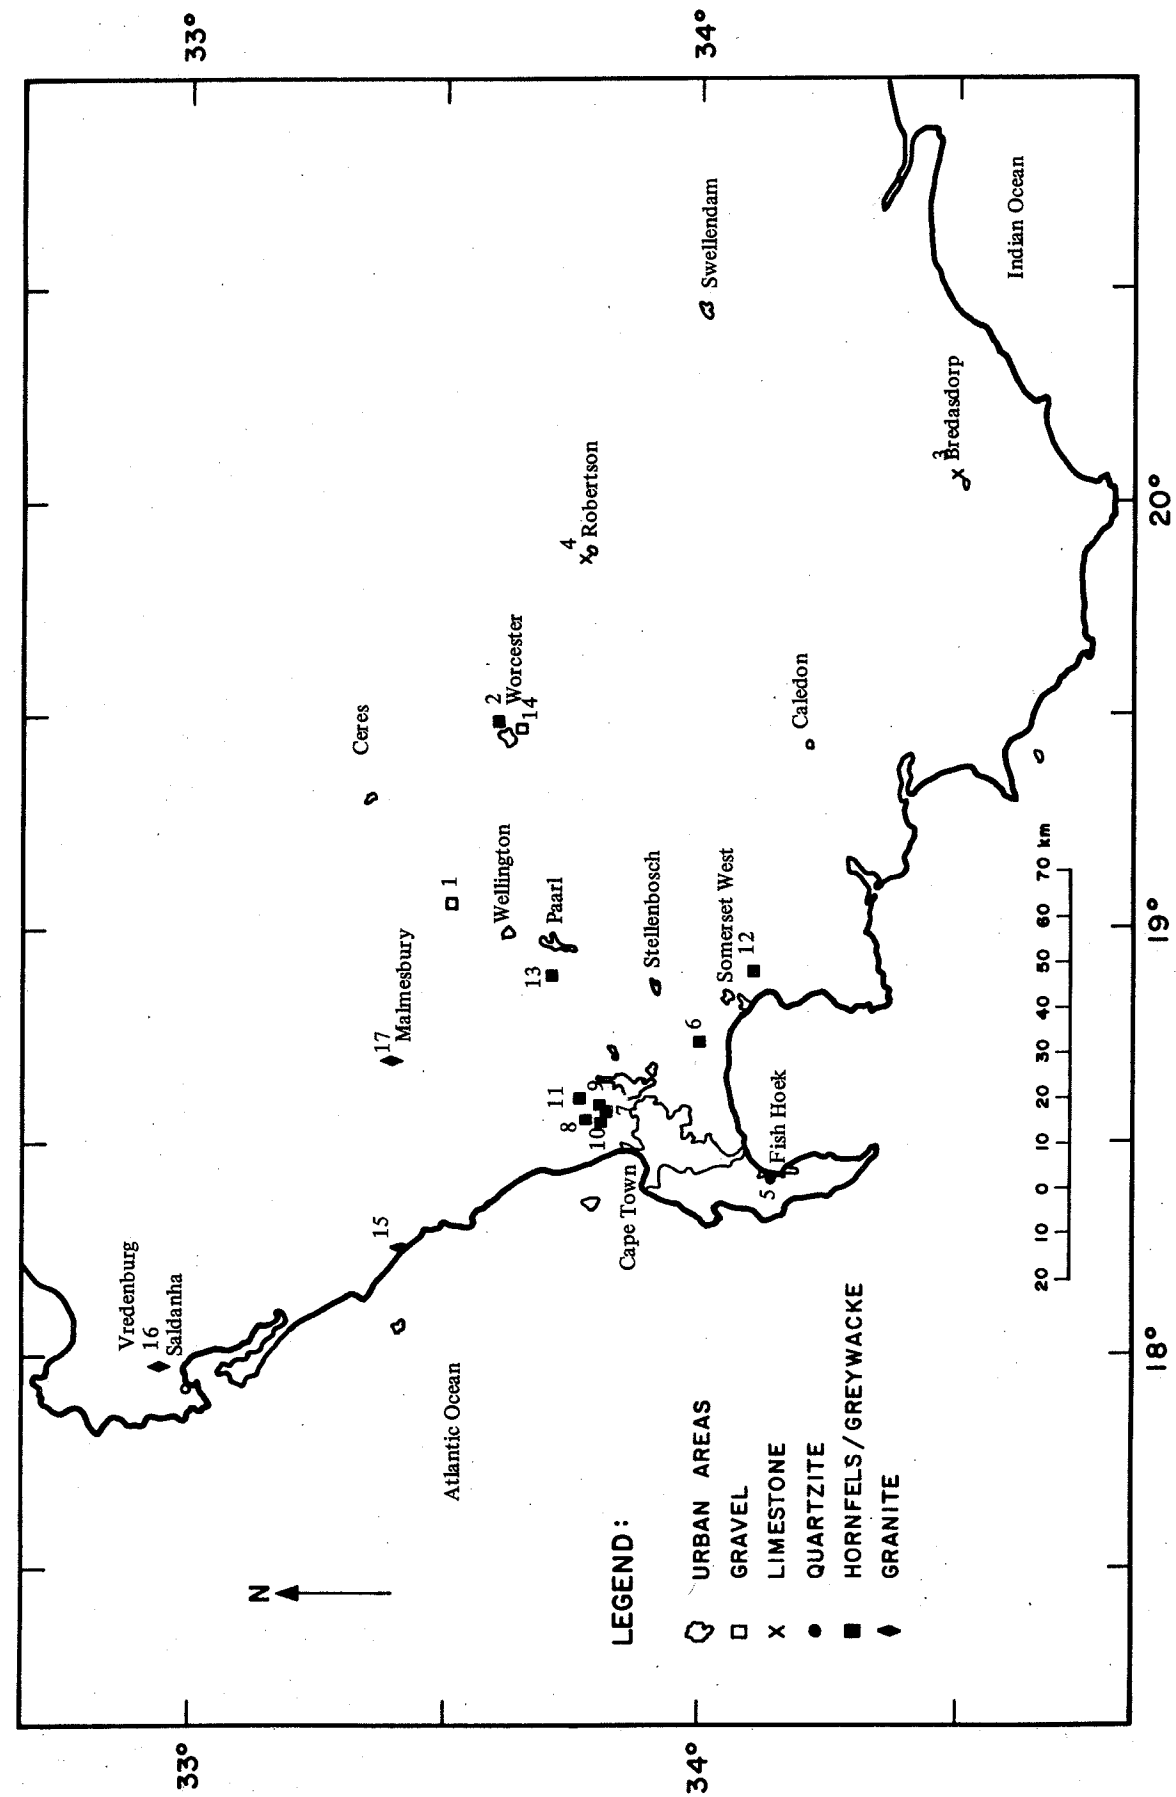 33°
34°
Vredenburg
16
Saldanha
15
17
Malmesbury
Ceres
1
Wellington
13
Paarl
2
Worcester
14
4
Robertson
Swellendam
Stellenbosch
Somerset West
12
6
11
8
9
10
7
Cape Town
5
Fish Hoek
Caledon
3
Bredasdorp
Atlantic Ocean
Indian Ocean
N
LEGEND:
URBAN AREAS
GRAVEL
LIMESTONE
QUARTZITE
HORNFELS/GREYWACKE
GRANITE
20 10 0 10 20 30 40 50 60 70 km
18° 19° 20°
33°
34°